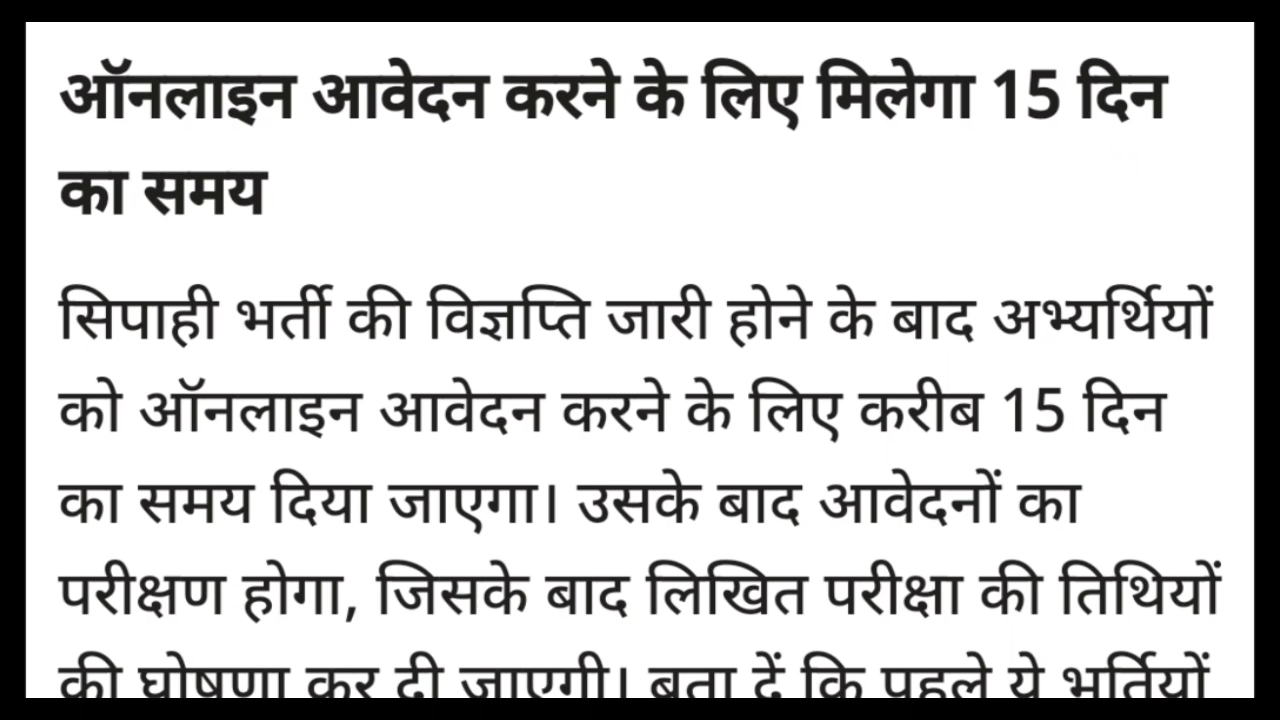 ऑनलाइन आवेदन करने के लिए मिलेगा 15 दिन
का समय
सिपाही भर्ती की विज्ञप्ति जारी होने के बाद अभ्यर्थियों
को ऑनलाइन आवेदन करने के लिए करीब 15 दिन
का समय दिया जाएगा। उसके बाद आवेदनों का
परीक्षण होगा, जिसके बाद लिखित परीक्षा की तिथियों
की घोषणा कर दी जाएगी। बता दें कि पहले ये भर्तियों